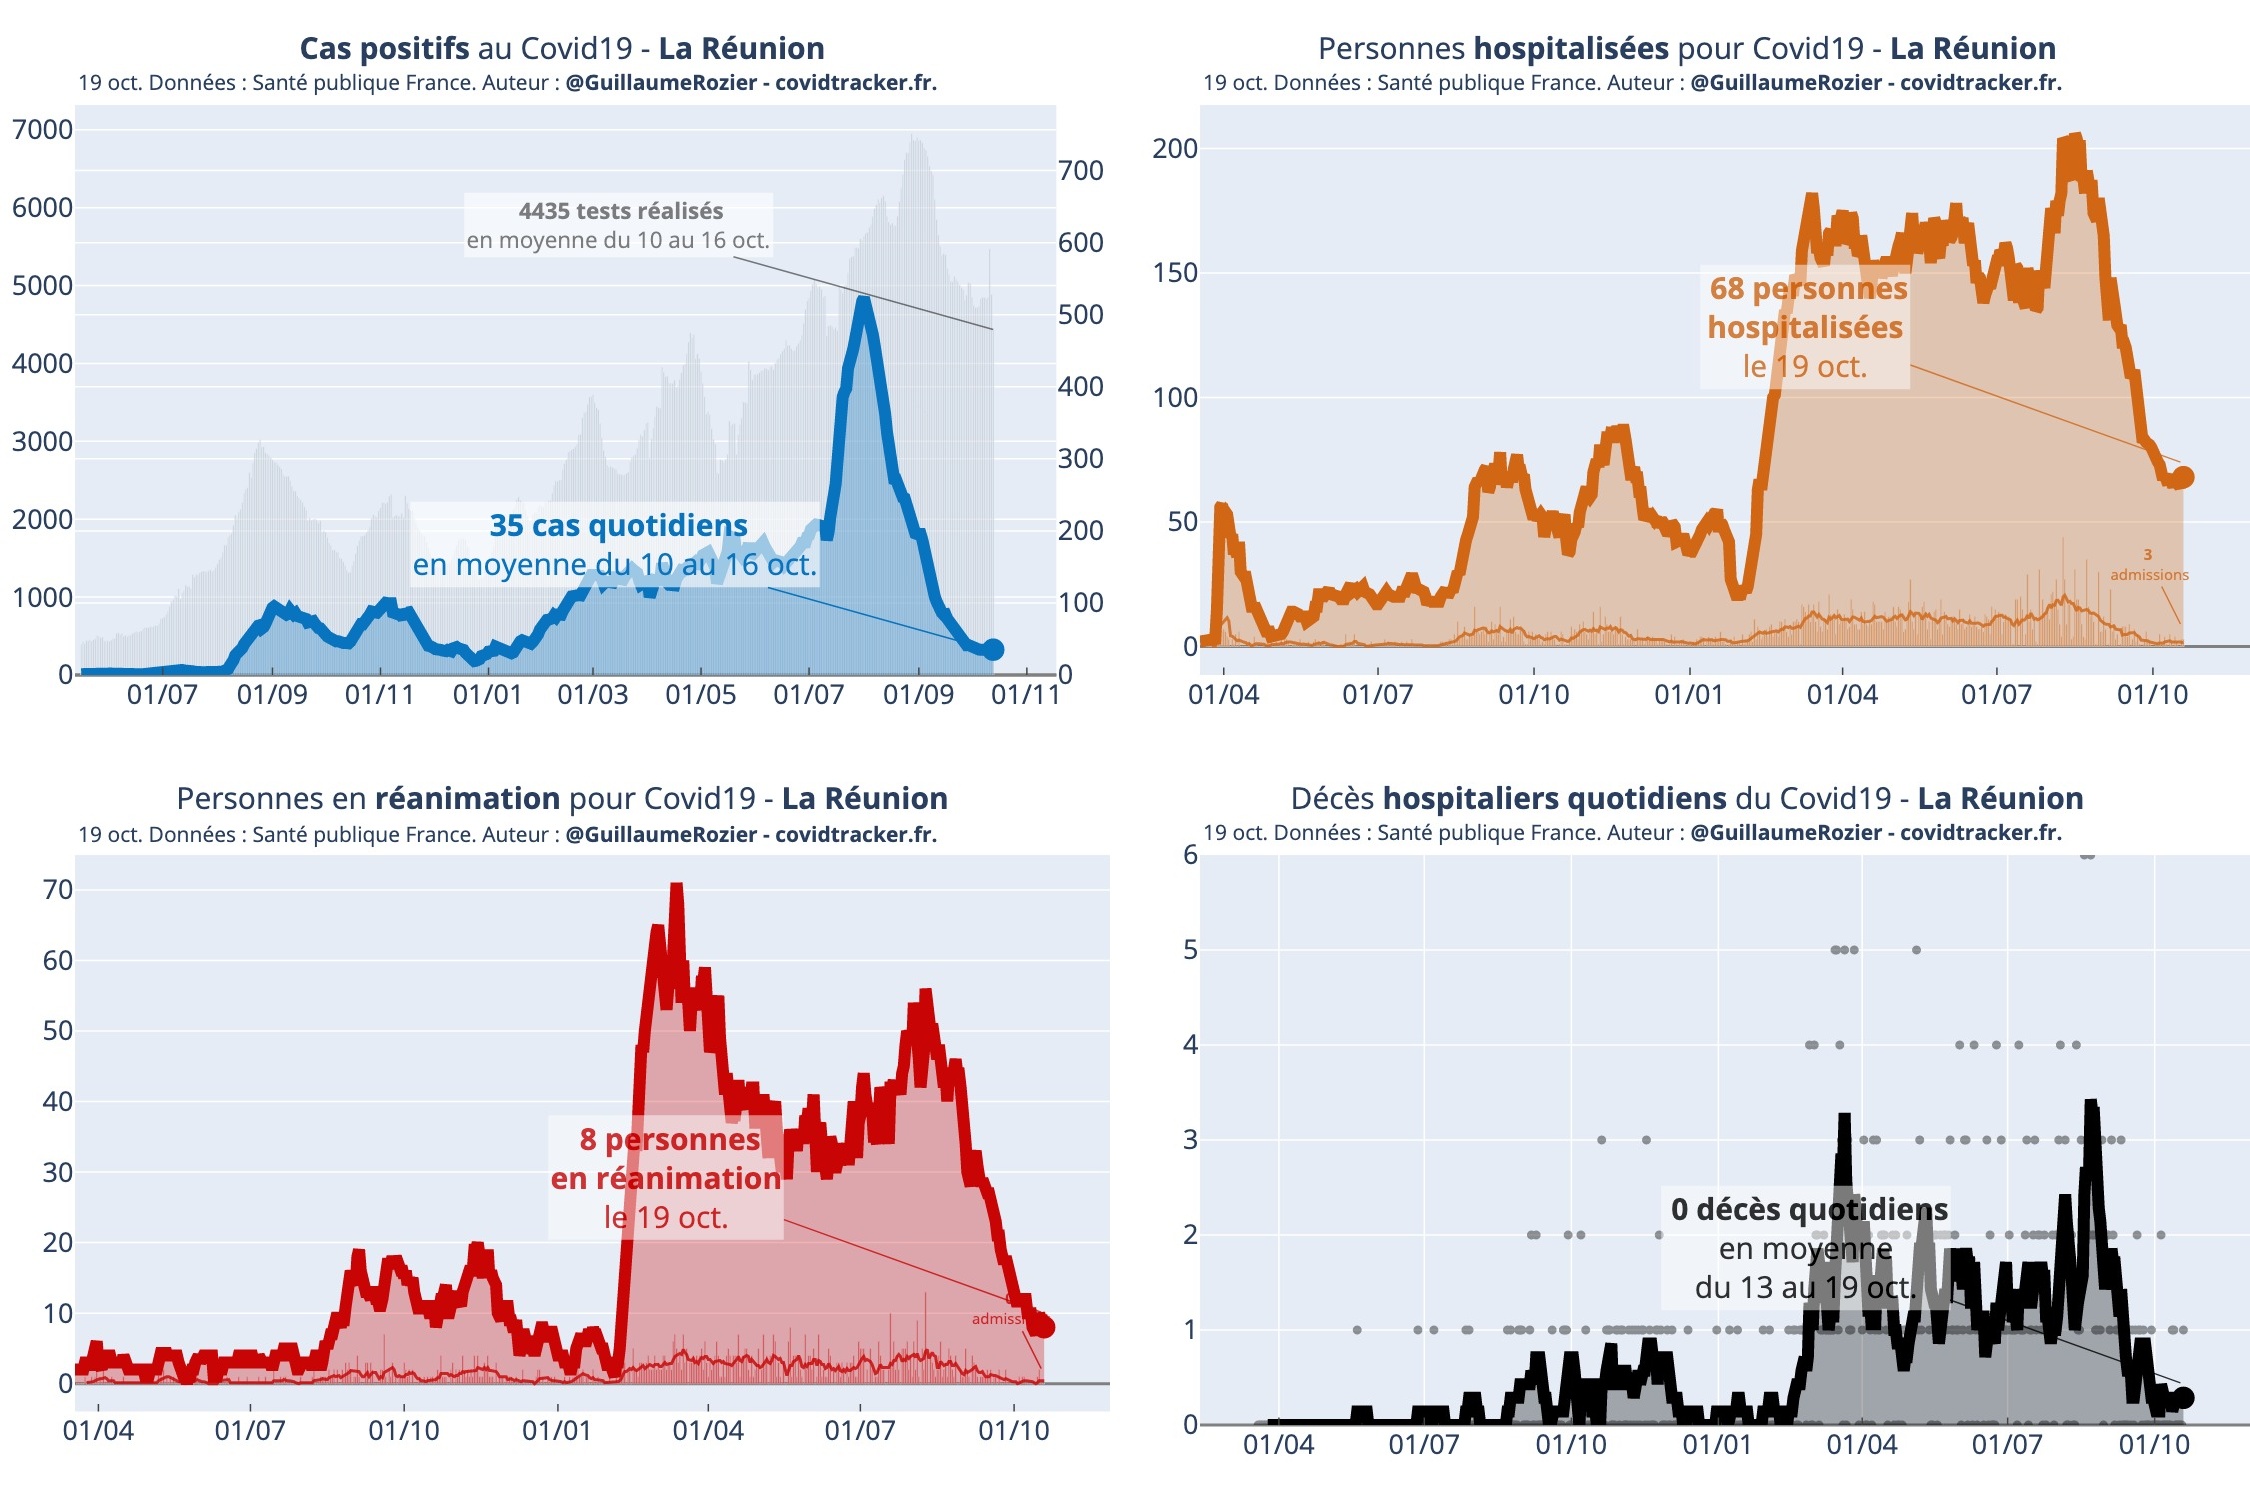 Cas positifs au Covid19 - La Réunion
19 oct. Données : Santé publique France. Auteur : @GuillaumeRozier - covidtracker.fr.
7000
6000
5000
4000
3000
2000
1000
0
700
600
500
400
300
200
100
0
4435 tests réalisés
en moyenne du 10 au 16 oct.
35 cas quotidiens
en moyenne du 10 au 16 oct.
01/07 01/09 01/11 01/01 01/03 01/05 01/07 01/09 01/11
Personnes hospitalisées pour Covid19 - La Réunion
19 oct. Données : Santé publique France. Auteur : @GuillaumeRozier - covidtracker.fr.
200
150
100
50
0
68 personnes
hospitalisées
le 19 oct.
3
admissions
01/04 01/07 01/10 01/01 01/04 01/07 01/10
Personnes en réanimation pour Covid19 - La Réunion
19 oct. Données : Santé publique France. Auteur : @GuillaumeRozier - covidtracker.fr.
70
60
50
40
30
20
10
0
8 personnes
en réanimation
le 19 oct.
01/04 01/07 01/10 01/01 01/04 01/07 01/10
Décès hospitaliers quotidiens du Covid19 - La Réunion
19 oct. Données : Santé publique France. Auteur : @GuillaumeRozier - covidtracker.fr.
6
5
4
3
2
1
0
0 décès quotidiens
en moyenne
du 13 au 19 oct.
01/04 01/07 01/10 01/01 01/04 01/07 01/10